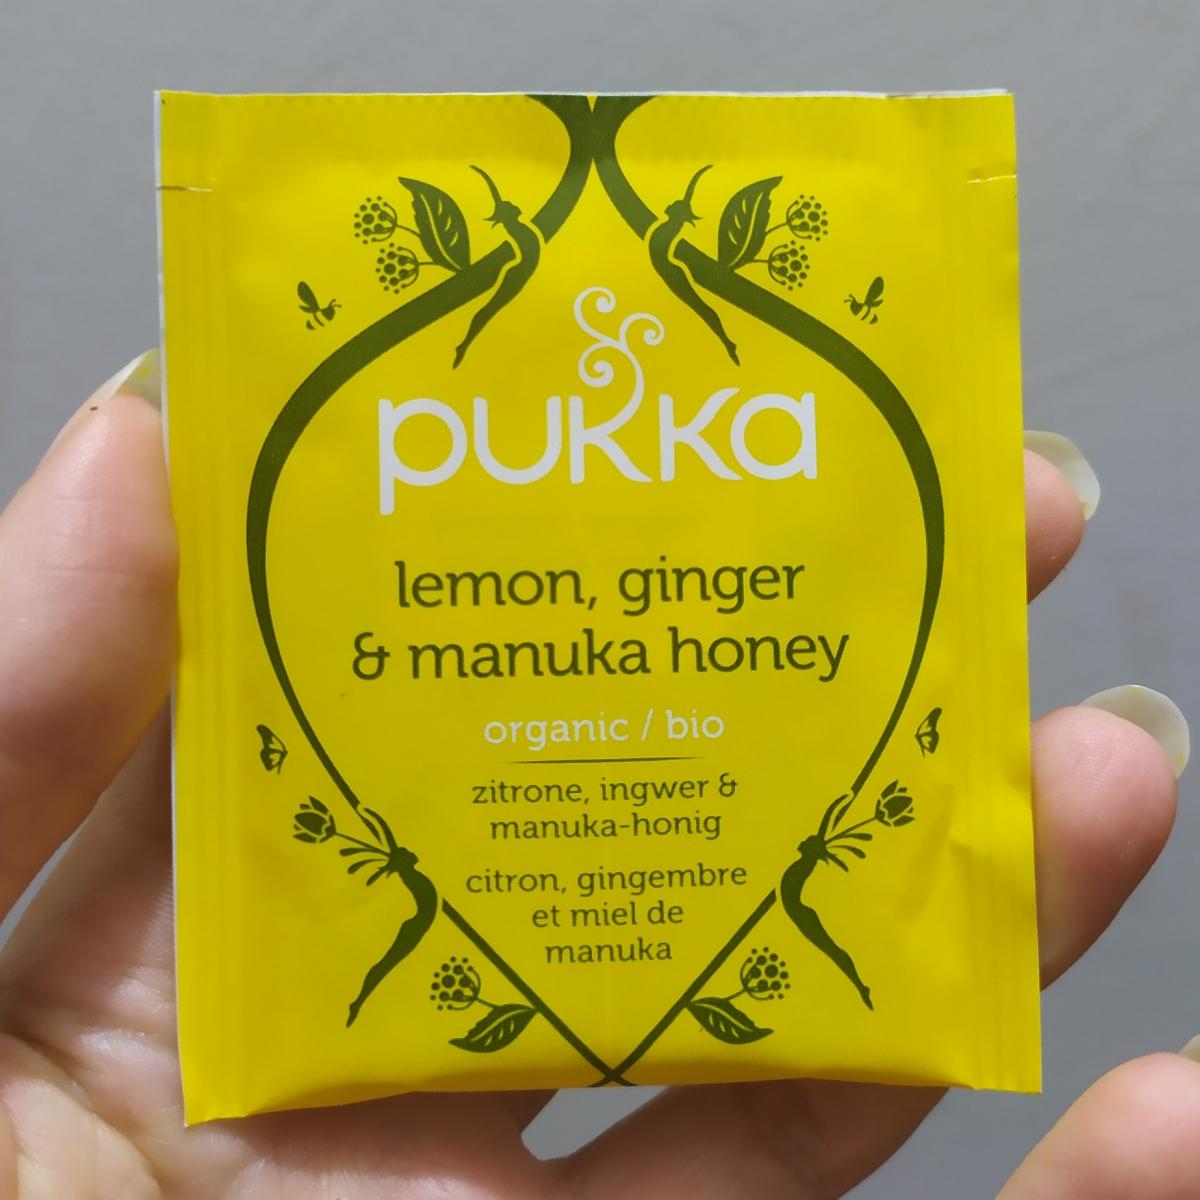 pukka
lemon, ginger
& manuka honey
organic / bio
zitrone, ingwer &
manuka-honig
citron, gingembre
et miel de
manuka